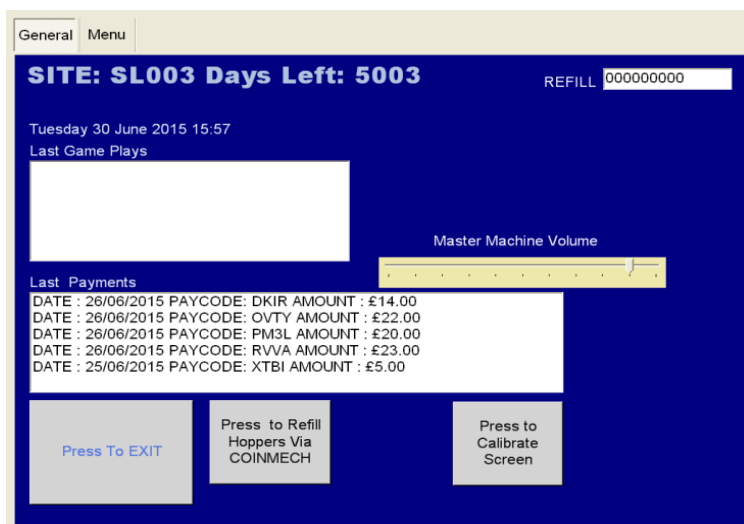 General Menu
SITE: SL003 Days Left: 5003
REFILL 000000000
Tuesday 30 June 2015 15:57
Last Game Plays
Master Machine Volume
Last Payments
DATE : 26/06/2015 PAYCODE: DKIR AMOUNT : £14.00
DATE : 26/06/2015 PAYCODE: OVTY AMOUNT : £22.00
DATE : 26/06/2015 PAYCODE: PM3L AMOUNT : £20.00
DATE : 26/06/2015 PAYCODE: RVVA AMOUNT : £23.00
DATE : 25/06/2015 PAYCODE: XTBI AMOUNT : £5.00
Press To EXIT
Press to Refill
Hoppers Via
COINMECH
Press to
Calibrate
Screen